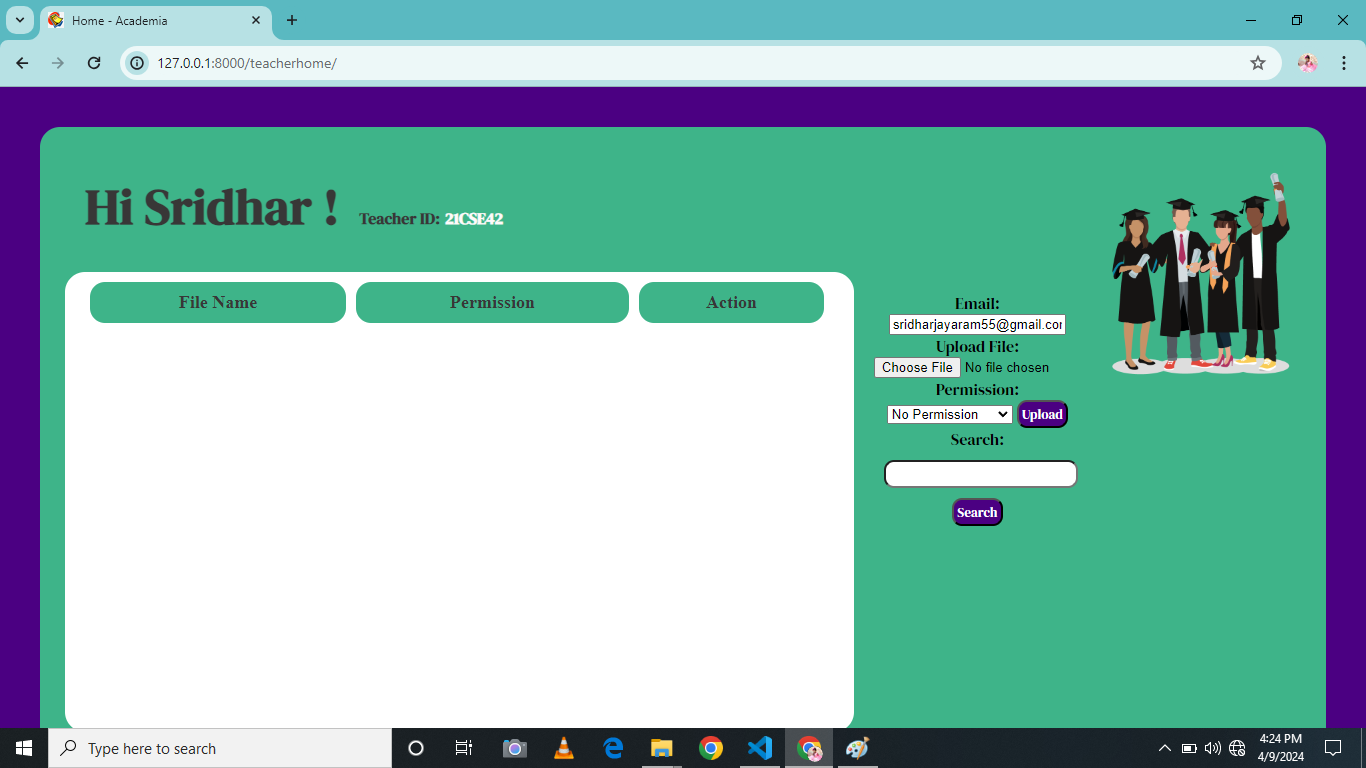 Home - Academia
127.0.0.1:8000/teacherhome/
Hi Sridhar !
Teacher ID: 21CSE42
File Name
Permission
Action
Email:
sridharjayaram55@gmail.co
Upload File:
Choose File No file chosen
Permission:
No Permission
Upload
Search:
Search
Type here to search
4:24 PM
4/9/2024